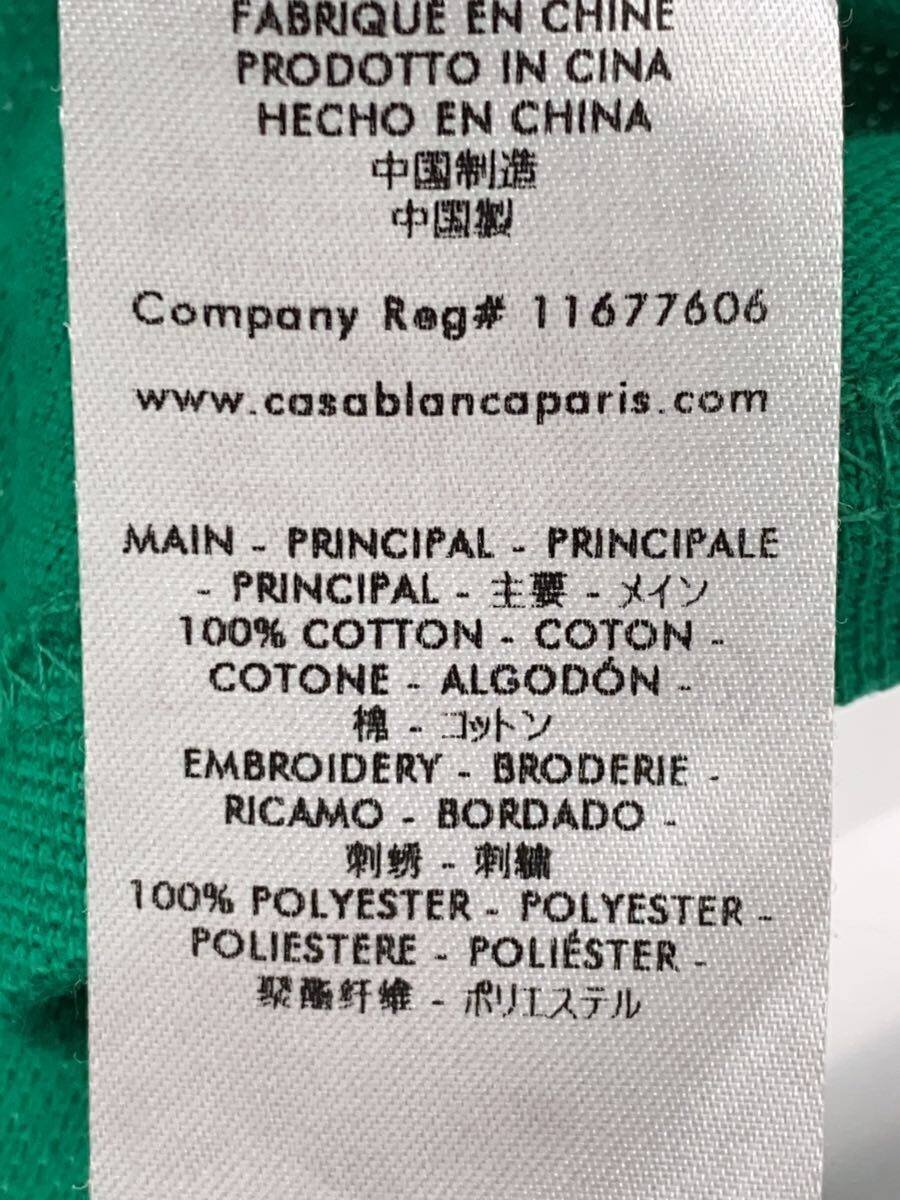 FABRIQUE EN CHINE
PRODOTTO IN CINA
HECHO EN CHINA
中国制造
中国製
Company Reg# 11677606
www.casablancaparis.com
MAIN - PRINCIPAL - PRINCIPALE
- PRINCIPAL - 主要 - メイン
100% COTTON - COTON -
COTONE - ALGODÓN -
棉 - コットン
EMBROIDERY - BRODERIE -
RICAMO - BORDADO -
刺绣 - 刺繍
100% POLYESTER - POLYESTER -
POLIESTERE - POLIÉSTER -
聚酯纤维 - ポリエステル